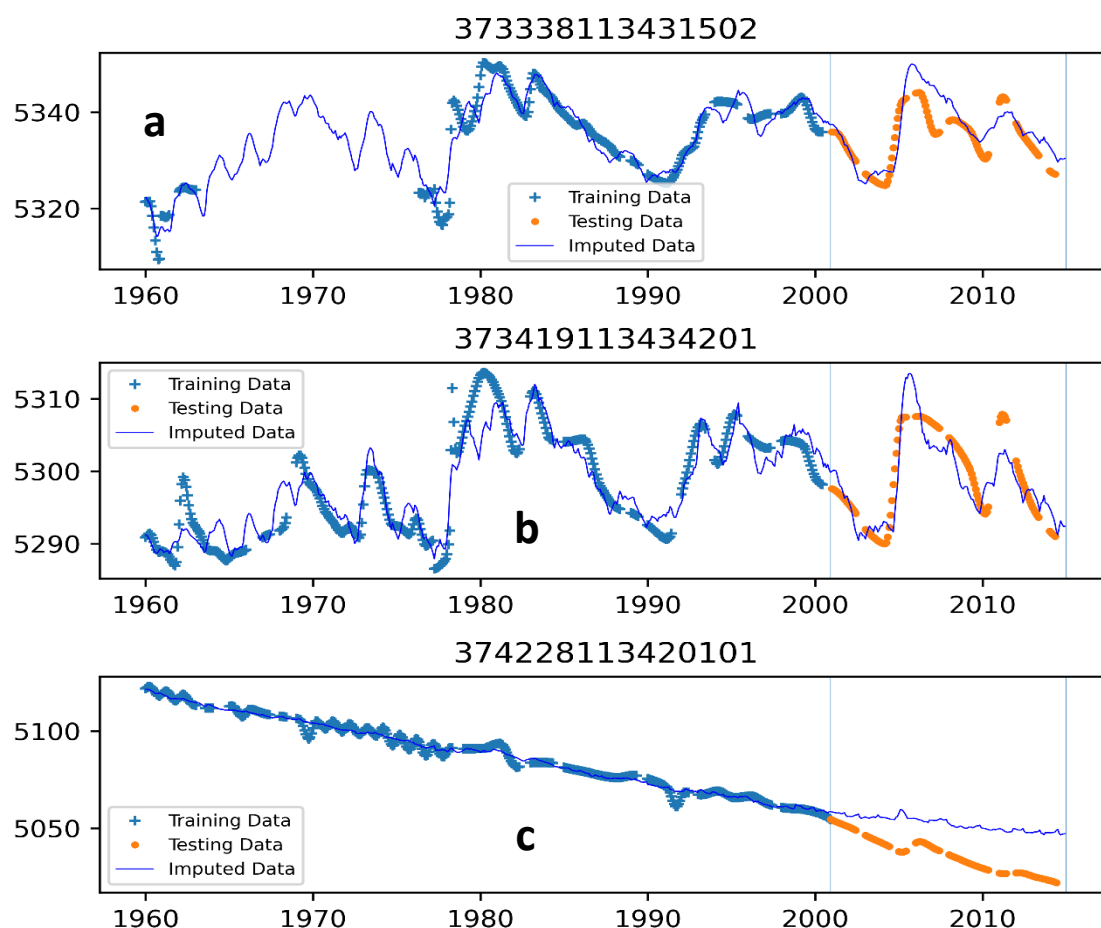 373338113431502
a
5340
5320
Training Data
Testing Data
Imputed Data
1960 1970 1980 1990 2000 2010
373419113434201
5310
5300
5290
Training Data
Testing Data
Imputed Data
b
1960 1970 1980 1990 2000 2010
374228113420101
5100
5050
Training Data
Testing Data
Imputed Data
c
1960 1970 1980 1990 2000 2010